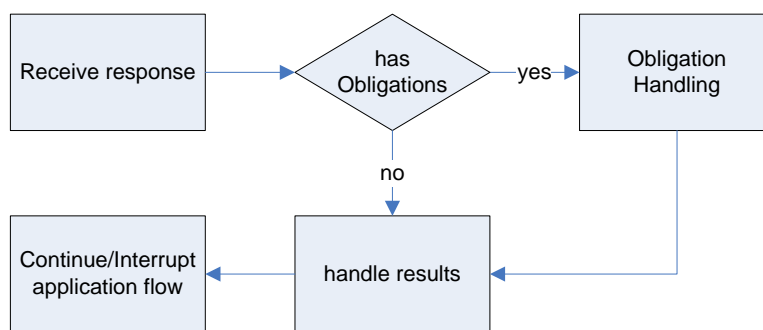 Receive response
has
Obligations
yes
Obligation
Handling
no
Continue/Interrupt
application flow
handle results